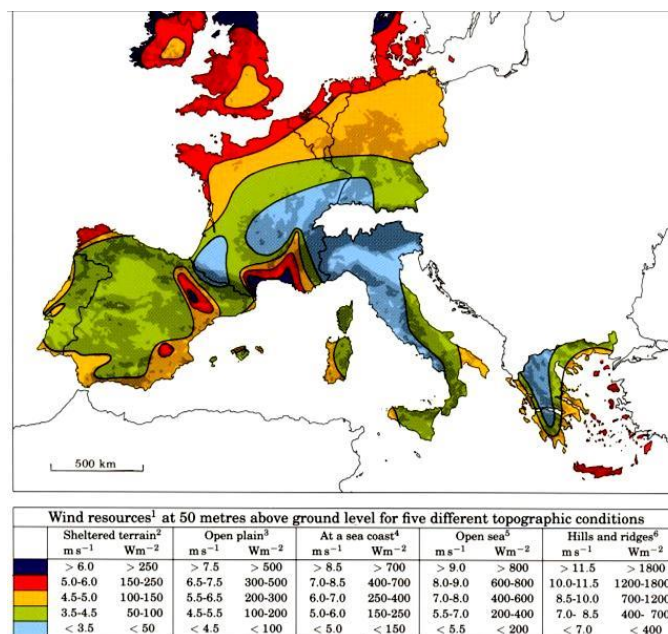 500 km
Wind resources¹ at 50 metres above ground level for five different topographic conditions
Sheltered terrain² Open plain³ At a sea coast⁴ Open sea⁵ Hills and ridges⁶
m s⁻¹ Wm⁻² m s⁻¹ Wm⁻² m s⁻¹ Wm⁻² m s⁻¹ Wm⁻² m s⁻¹ Wm⁻²
> 6.0 > 250 > 7.5 > 500 > 8.5 > 700 > 9.0 > 800 > 11.5 > 1800
5.0-6.0 150-250 6.5-7.5 300-500 7.0-8.5 400-700 8.0-9.0 600-800 10.0-11.5 1200-1800
4.5-5.0 100-150 5.5-6.5 200-300 6.0-7.0 250-400 7.0-8.0 400-600 8.5-10.0 700-1200
3.5-4.5 50-100 4.5-5.5 100-200 5.0-6.0 150-250 5.5-7.0 200-400 7.0- 8.5 400- 700
< 3.5 < 50 < 4.5 < 100 < 5.0 < 150 < 5.5 < 200 < 7.0 < 400